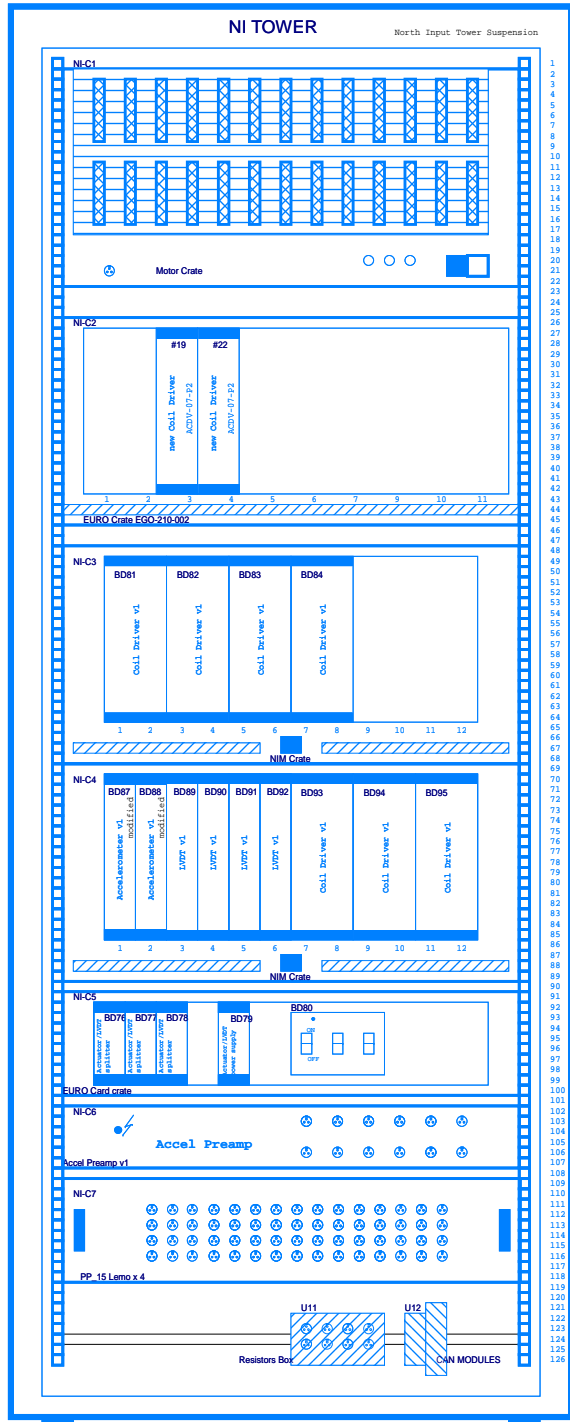 NI TOWER
North Input Tower Suspension
NI-C1
Motor Crate
NI-C2
#19
#22
new Coil Driver
ACDV-07-P2
new Coil Driver
ACDV-07-P2
1 2 3 4 5 6 7 8 9 10 11
EURO Crate EGO-210-002
NI-C3
BD81
BD82
BD83
BD84
Coil Driver v1
Coil Driver v1
Coil Driver v1
Coil Driver v1
1 2 3 4 5 6 7 8 9 10 11 12
NIM Crate
NI-C4
BD87
BD88
BD89
BD90
BD91
BD92
BD93
BD94
BD95
Accelerometer v1
modified
Accelerometer v1
modified
LVDT v1
LVDT v1
LVDT v1
LVDT v1
Coil Driver v1
Coil Driver v1
Coil Driver v1
1 2 3 4 5 6 7 8 9 10 11 12
NIM Crate
NI-C5
BD76
BD77
BD78
BD79
BD80
Actuator/LVDT
splitter
Actuator/LVDT
splitter
Actuator/LVDT
splitter
Actuator/LVDT
power supply
ON
OFF
EURO Card crate
NI-C6
Accel Preamp
Accel Preamp v1
NI-C7
PP_15 Lemo x 4
U11
U12
Resistors Box
CAN MODULES
1
2
3
4
5
6
7
8
9
10
11
12
13
14
15
16
17
18
19
20
21
22
23
24
25
26
27
28
29
30
31
32
33
34
35
36
37
38
39
40
41
42
43
44
45
46
47
48
49
50
51
52
53
54
55
56
57
58
59
60
61
62
63
64
65
66
67
68
69
70
71
72
73
74
75
76
77
78
79
80
81
82
83
84
85
86
87
88
89
90
91
92
93
94
95
96
97
98
99
100
101
102
103
104
105
106
107
108
109
110
111
112
113
114
115
116
117
118
119
120
121
122
123
124
125
126